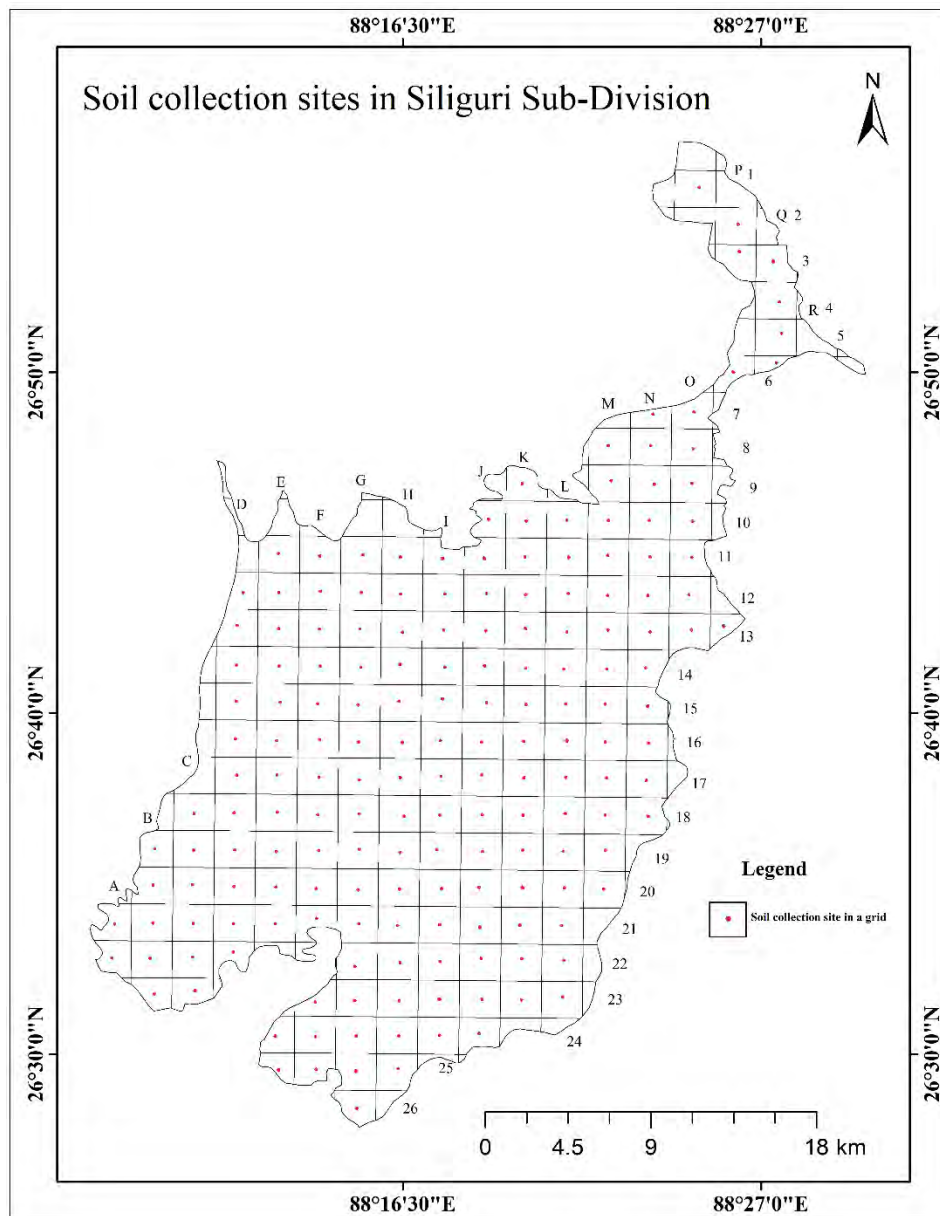 88°16'30"E 88°27'0"E
Soil collection sites in Siliguri Sub-Division
N
P 1
Q 2
3
R 4
5
26°50'0"N 26°50'0"N
6
O
N
M
7
8
K
J
G
E
L
9
H
D
F
I
10
11
12
13
14
15
26°40'0"N 26°40'0"N
16
C
17
B
18
19
Legend
A
20
Soil collection site in a grid
21
22
23
24
26°30'0"N 26°30'0"N
25
26
0 4.5 9 18 km
88°16'30"E 88°27'0"E